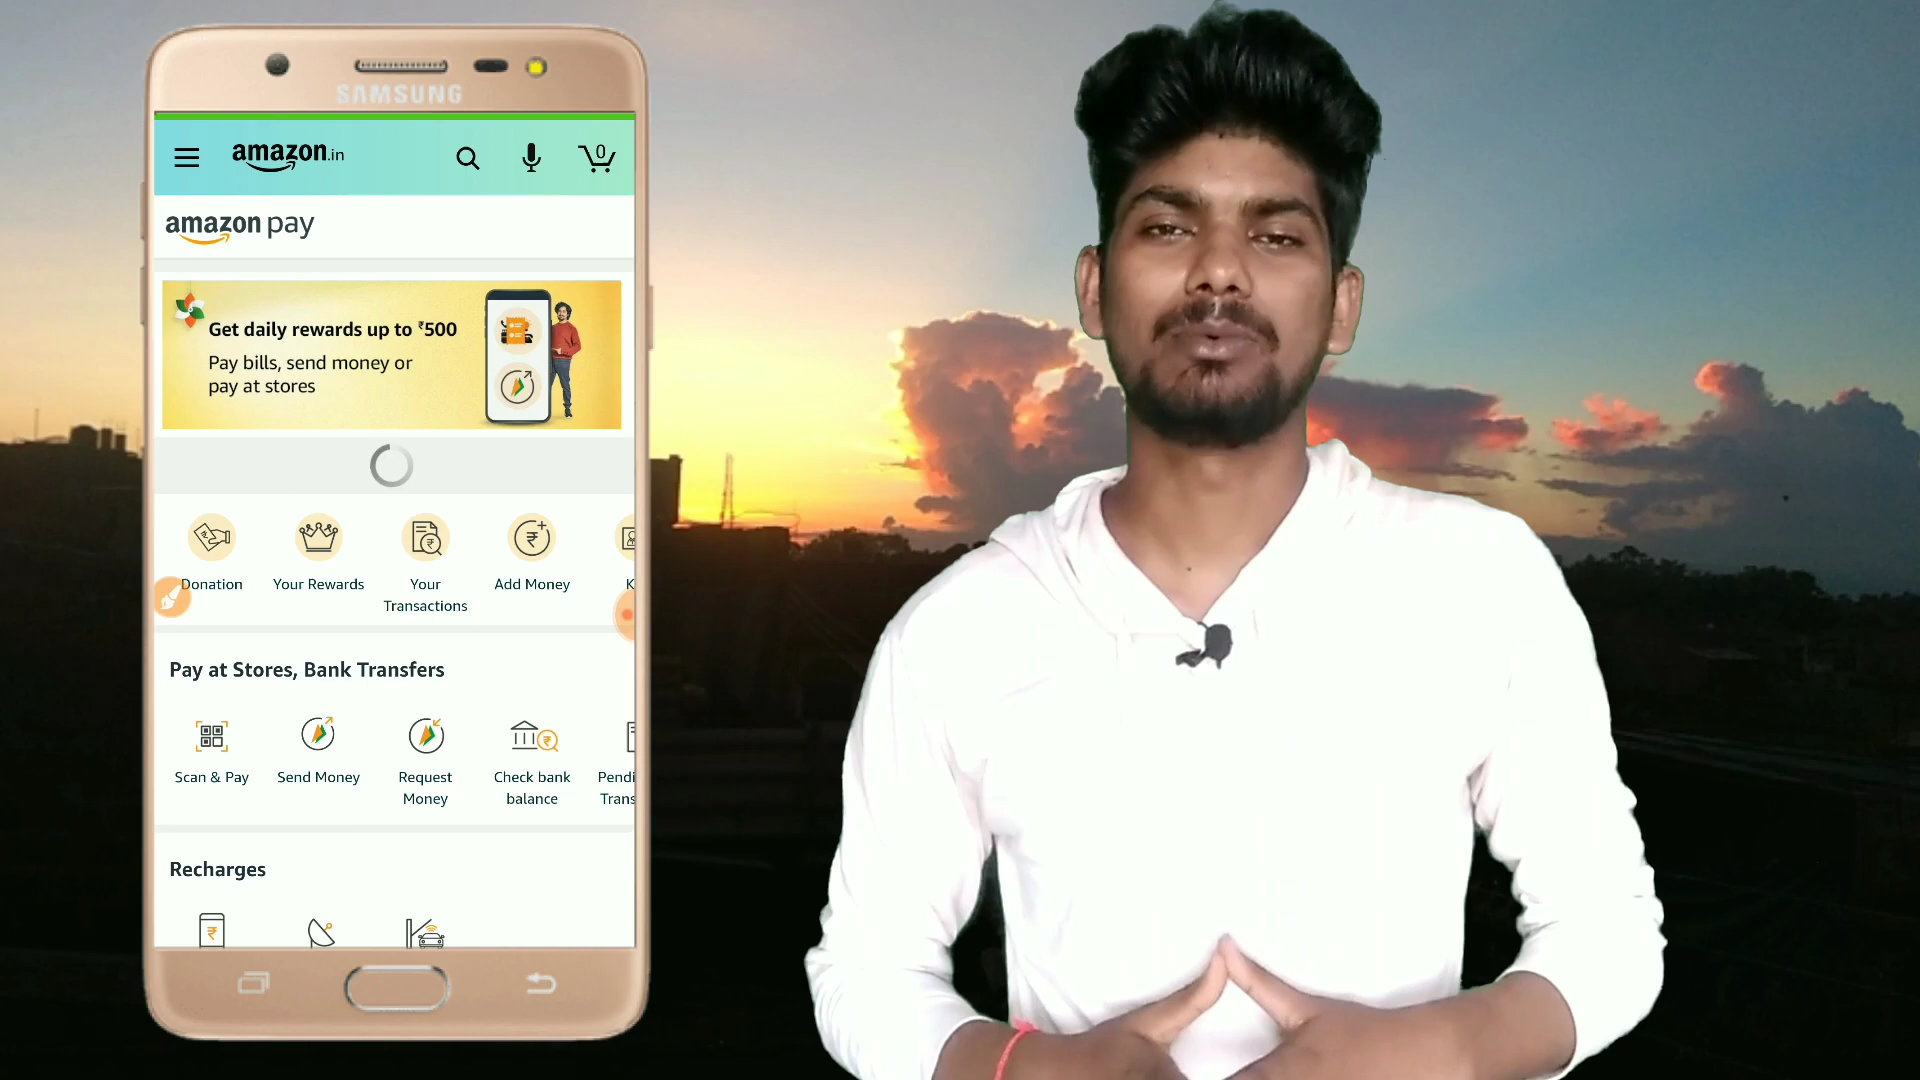 SAMSUNG
amazon.in
0
amazon pay
Get daily rewards up to ₹500
Pay bills, send money or
pay at stores
Donation
Your Rewards
Your
Transactions
Add Money
K
Pay at Stores, Bank Transfers
Scan & Pay
Send Money
Request
Money
Check bank
balance
Pendi
Trans
Recharges